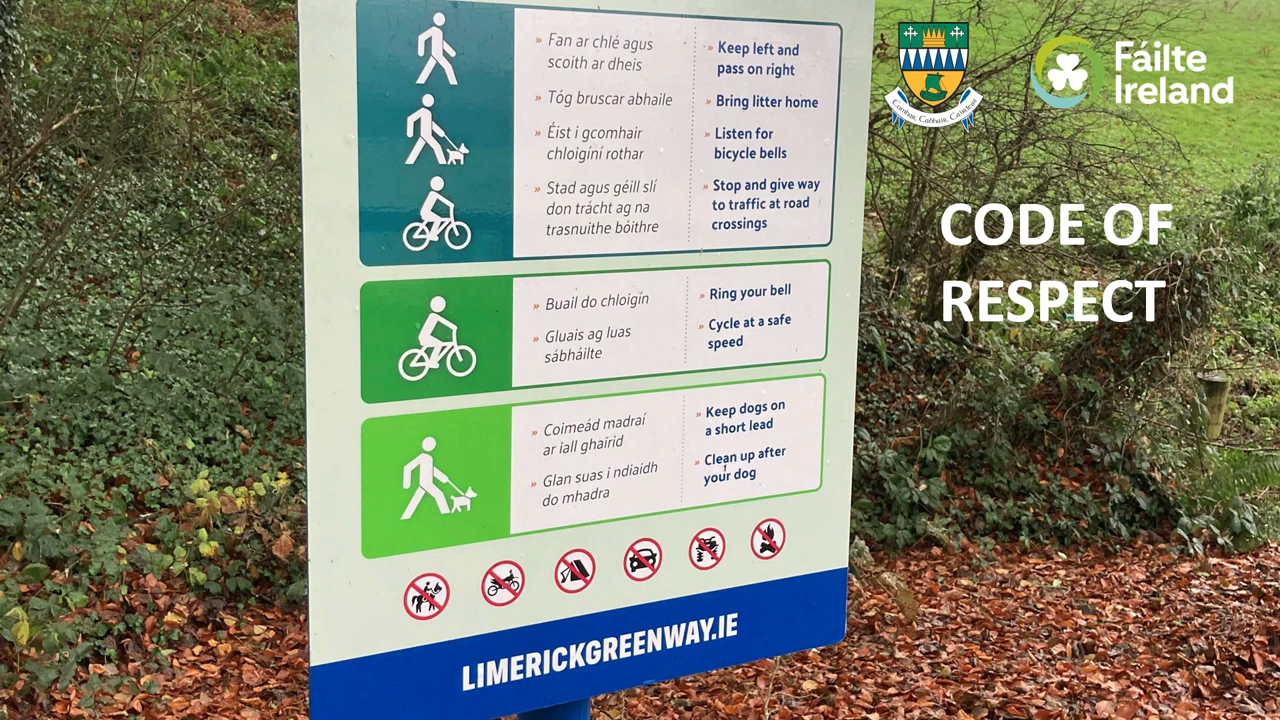 » Fan ar chlé agus
scoith ar dheis
» Tóg bruscar abhaile
» Éist i gcomhair
chloigíní rothar
» Stad agus géill slí
don trácht ag na
trasnuithe bóithre
» Keep left and
pass on right
» Bring litter home
» Listen for
bicycle bells
» Stop and give way
to traffic at road
crossings
» Buail do chloigín
» Gluais ag luas
sábháilte
» Ring your bell
» Cycle at a safe
speed
» Coimeád madraí
ar iall ghairid
» Glan suas i ndiaidh
do mhadra
» Keep dogs on
a short lead
» Clean up after
your dog
LIMERICKGREENWAY.IE
Comhar, Cabhair, Cairdeas
Fáilte
Ireland
CODE OF
RESPECT